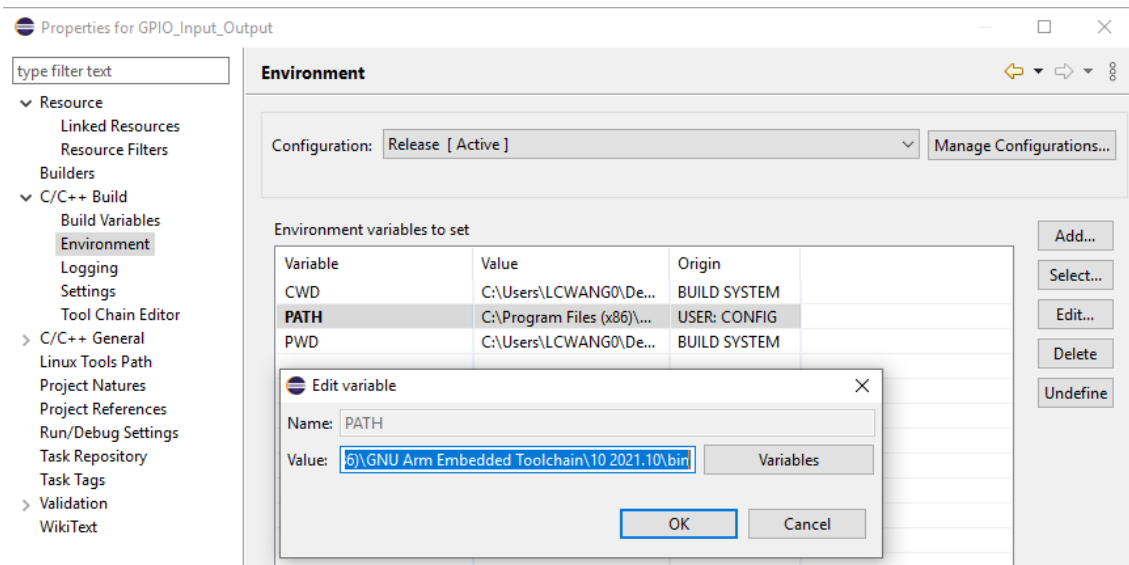 Properties for GPIO_Input_Output
type filter text
Resource
Linked Resources
Resource Filters
Builders
C/C++ Build
Build Variables
Environment
Logging
Settings
Tool Chain Editor
C/C++ General
Linux Tools Path
Project Natures
Project References
Run/Debug Settings
Task Repository
Task Tags
Validation
WikiText
Environment
Configuration: Release [ Active ] Manage Configurations...
Environment variables to set
Variable Value Origin
CWD C:\Users\LCWANG0\De... BUILD SYSTEM
PATH C:\Program Files (x86)\... USER: CONFIG
PWD C:\Users\LCWANG0\De... BUILD SYSTEM
Add...
Select...
Edit...
Delete
Undefine
Edit variable
Name: PATH
Value: 36)\GNU Arm Embedded Toolchain\10 2021.10\bin Variables
OK Cancel